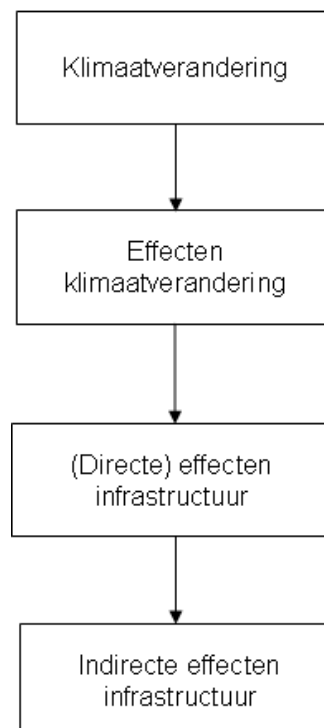 Klimaatverandering
Effecten
klimaatverandering
(Directe) effecten
infrastructuur
Indirecte effecten
infrastructuur